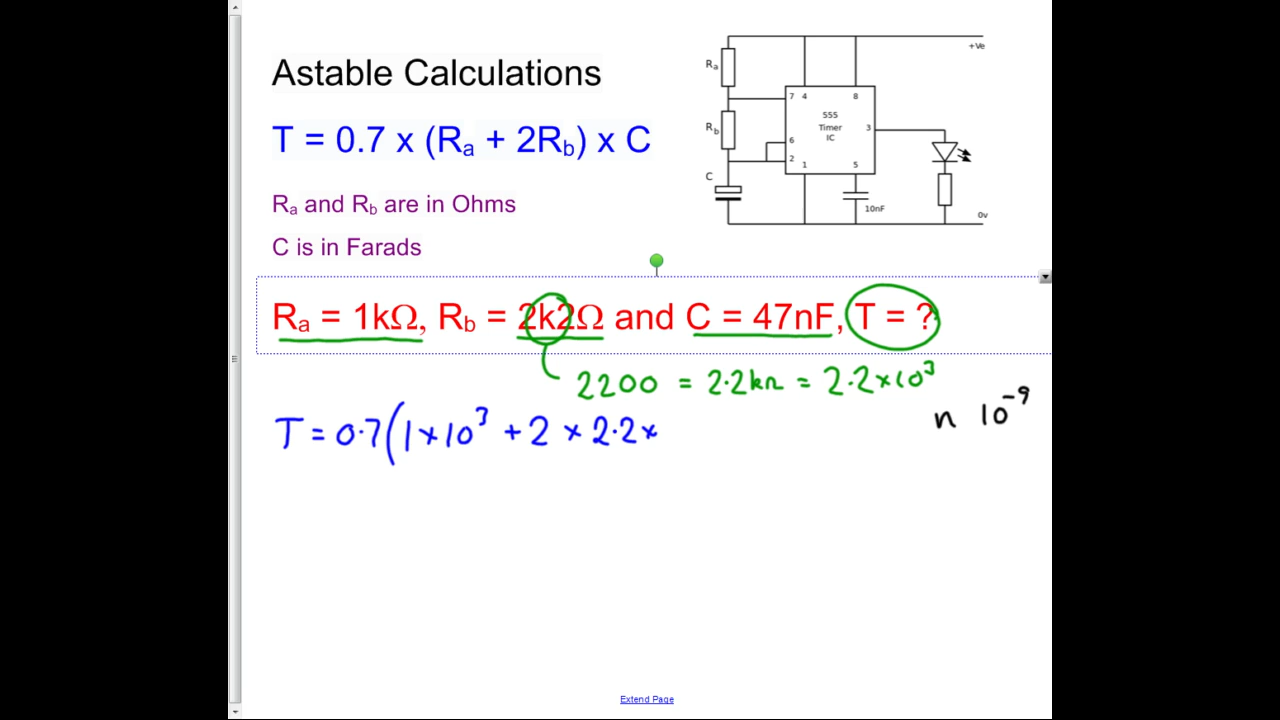 Astable Calculations
T = 0.7 x (Ra + 2Rb) x C
Ra and Rb are in Ohms
C is in Farads
+Ve
Ra
7 4 8
555
Timer
IC
Rb
3
6
2
1 5
C
10nF
0v
Ra = 1kΩ, Rb = 2k2Ω and C = 47nF, T = ?
2200 = 2.2kΩ = 2.2×10³
n 10⁻⁹
T = 0.7(1×10³ + 2 × 2.2×
Extend Page